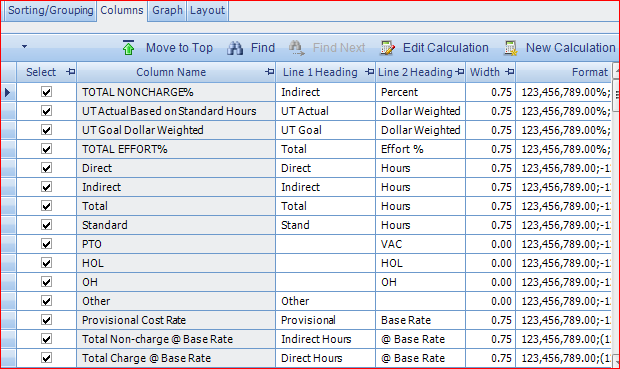 Sorting/Grouping Columns Graph Layout
Move to Top Find Find Next Edit Calculation New Calculation
Select Column Name Line 1 Heading Line 2 Heading Width Format
TOTAL NONCHARGE% Indirect Percent 0.75 123,456,789.00%;
UT Actual Based on Standard Hours UT Actual Dollar Weighted 0.75 123,456,789.00%;
UT Goal Dollar Weighted UT Goal Dollar Weighted 0.75 123,456,789.00%;
TOTAL EFFORT% Total Effort % 0.75 123,456,789.00%;
Direct Direct Hours 0.75 123,456,789.00;-1
Indirect Indirect Hours 0.75 123,456,789.00;-1
Total Total Hours 0.75 123,456,789.00;-1
Standard Stand Hours 0.75 123,456,789.00;-1
PTO VAC 0.00 123,456,789.00;-1
HOL HOL 0.00 123,456,789.00;-1
OH OH 0.00 123,456,789.00;-1
Other Other 0.00 123,456,789.00;-1
Provisional Cost Rate Provisional Base Rate 0.75 123,456,789.00;-1
Total Non-charge @ Base Rate Indirect Hours @ Base Rate 0.75 123,456,789.00;(1
Total Charge @ Base Rate Direct Hours @ Base Rate 0.75 123,456,789.00;(1